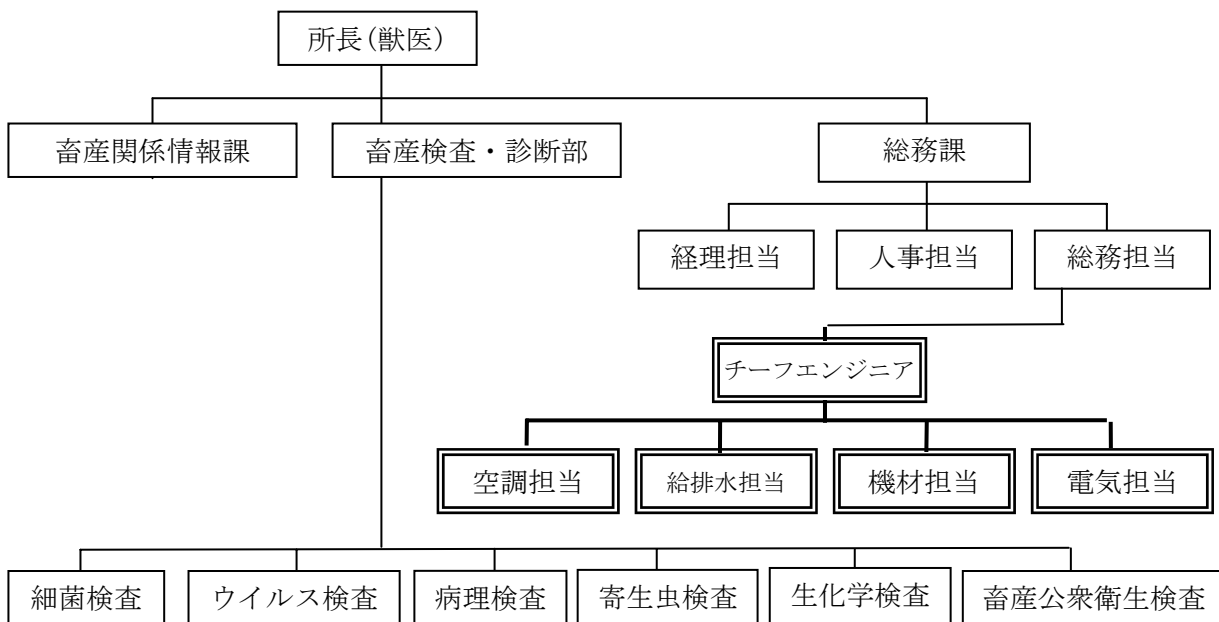 所長(獣医)
畜産関係情報課
畜産検査・診断部
総務課
経理担当
人事担当
総務担当
チーフエンジニア
空調担当
給排水担当
機材担当
電気担当
細菌検査
ウイルス検査
病理検査
寄生虫検査
生化学検査
畜産公衆衛生検査